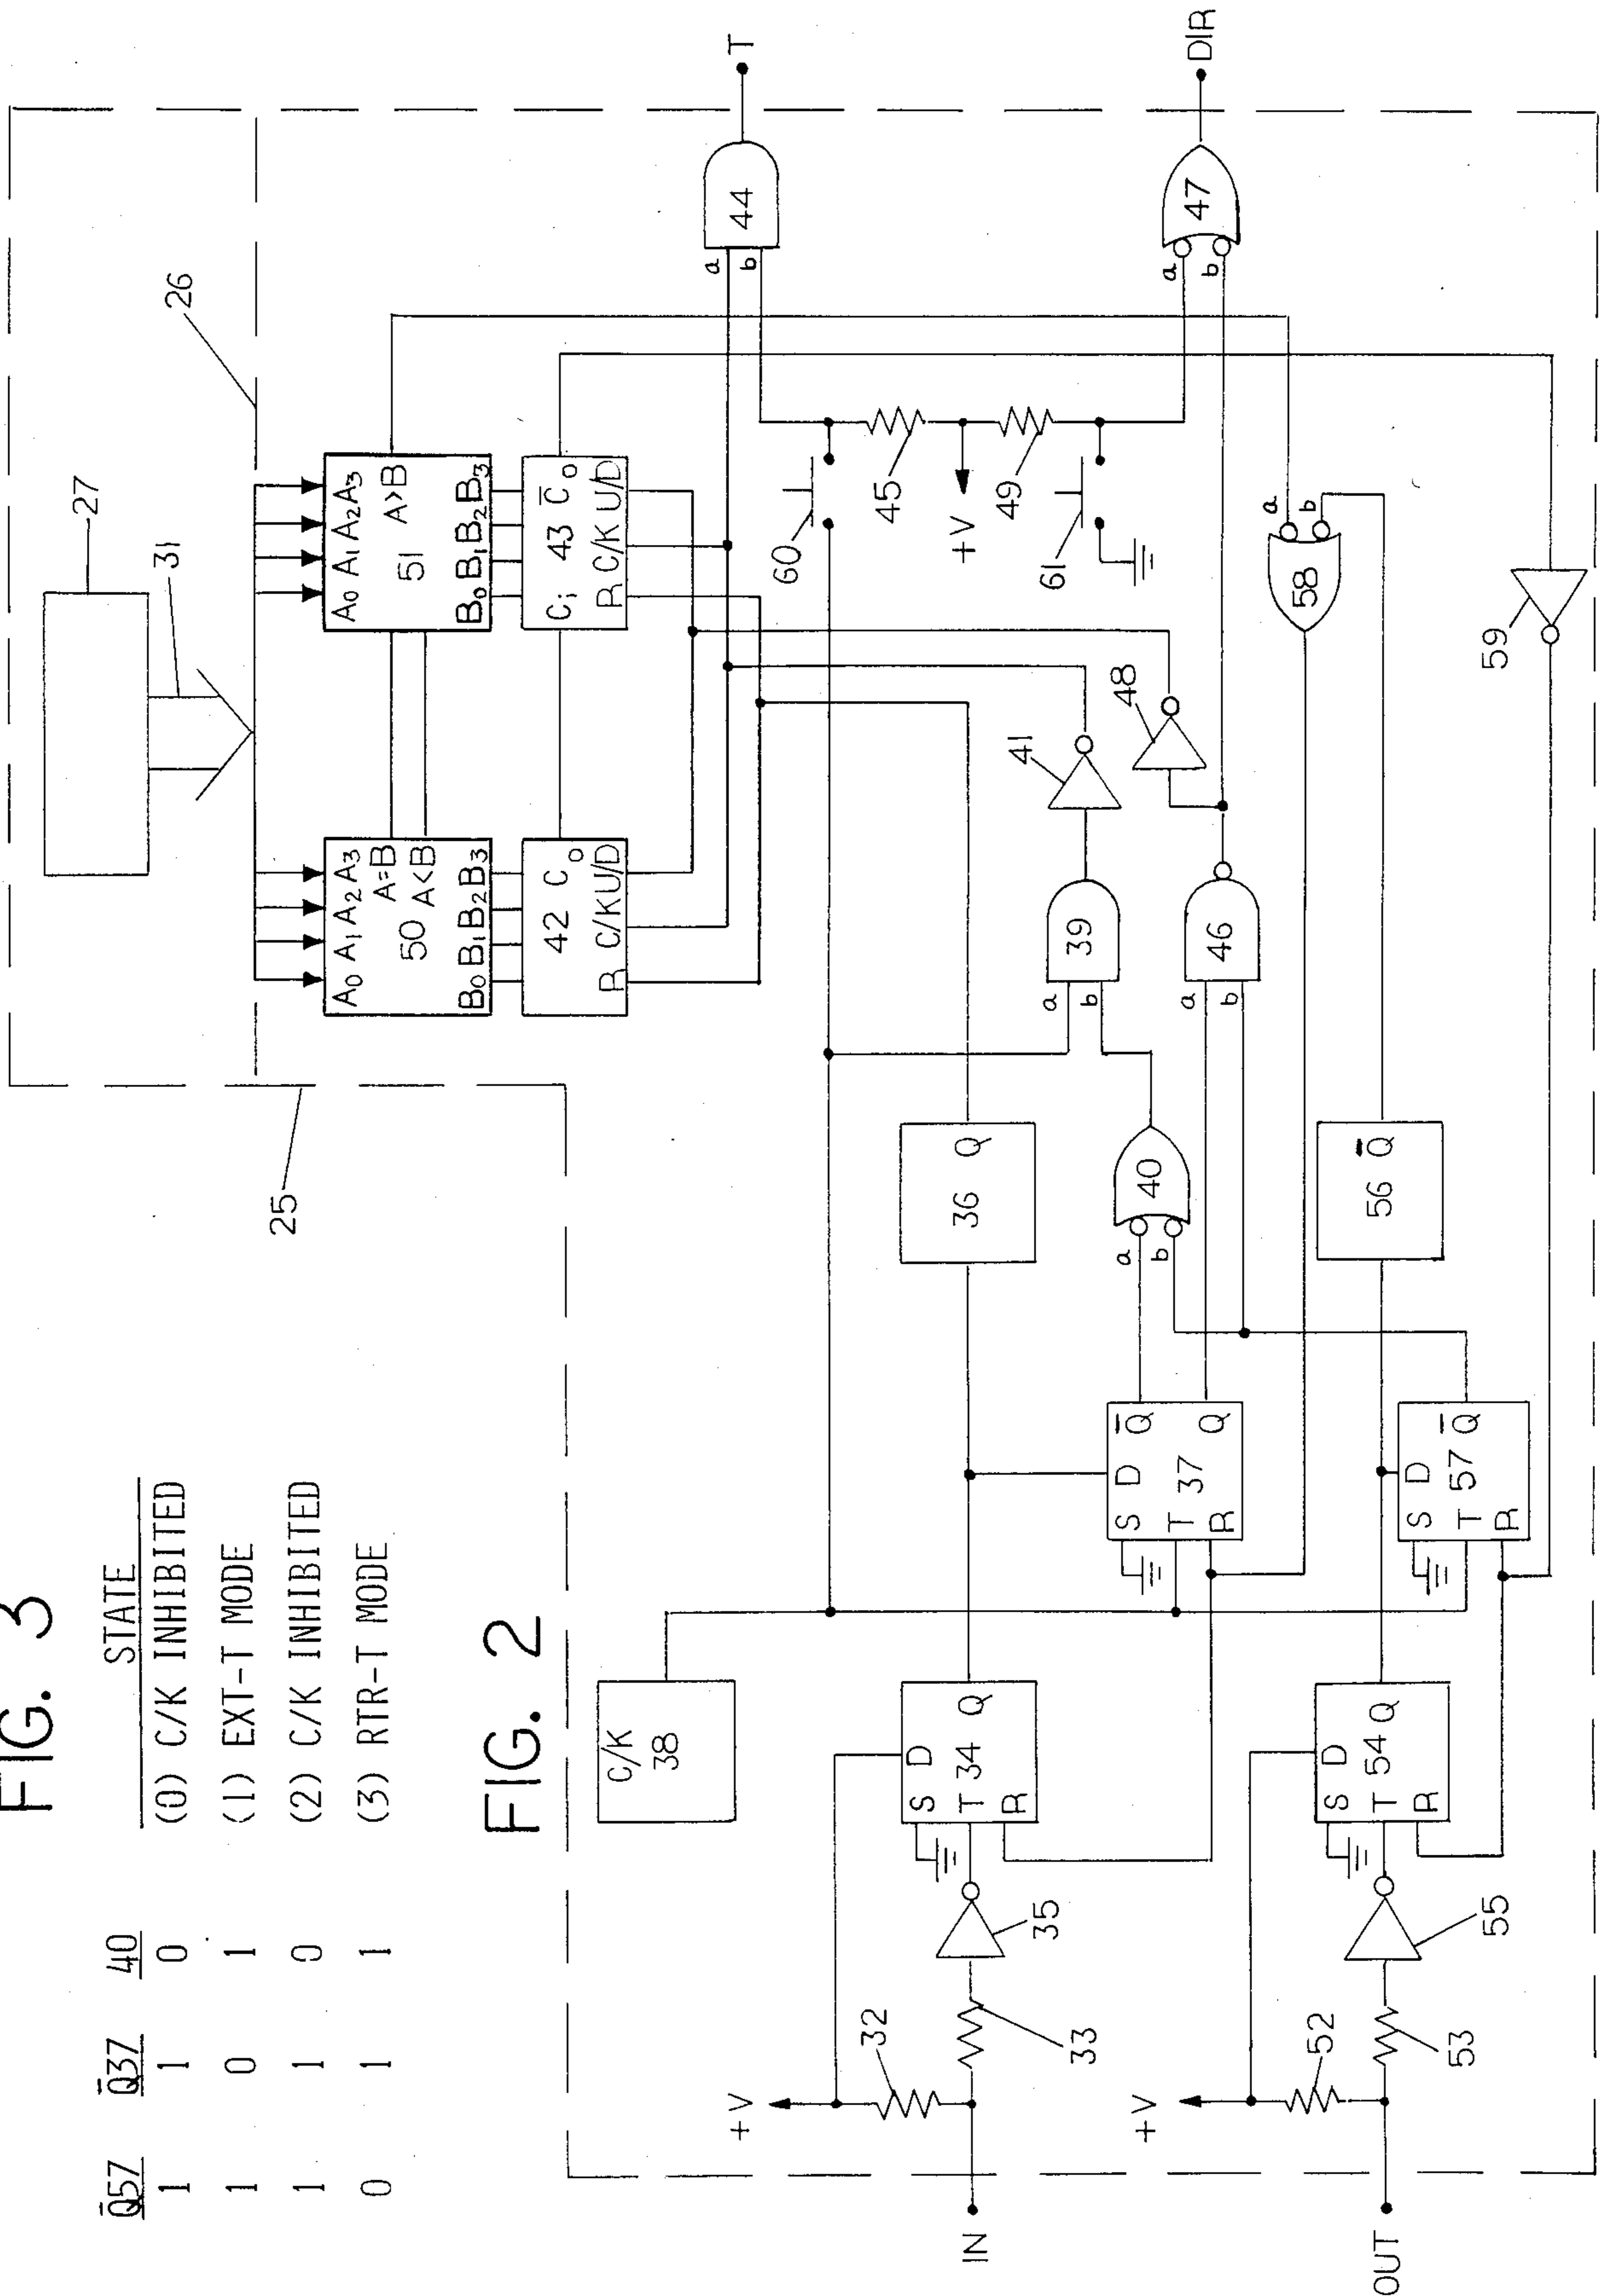 FIG. 3
Q̄57 Q̄37 40 STATE
1 1 0 (0) C/K INHIBITED
1 0 1 (1) EXT-T MODE
1 1 0 (2) C/K INHIBITED
0 1 1 (3) RTR-T MODE
FIG. 2
25
26
27
31
A0 A1 A2 A3
A=B
50 A<B
B0 B1 B2 B3
A0 A1 A2 A3
A>B
51
B0 B1 B2 B3
42 C0
R C/K U/D
Ci 43 C̄0
R C/K U/D
a
b
44
T
60
45
+V
49
61
a
b
47
DIR
C/K
38
+V
32
IN
33
35
S D
T 34 Q
R
36 Q
S D Q̄
T 37
R Q
a
b
40
a
b
39
41
a
b
46
48
a
b
58
59
+V
52
OUT
53
55
S D
T 54 Q
R
56 Q̄
S D Q̄
T 57
R